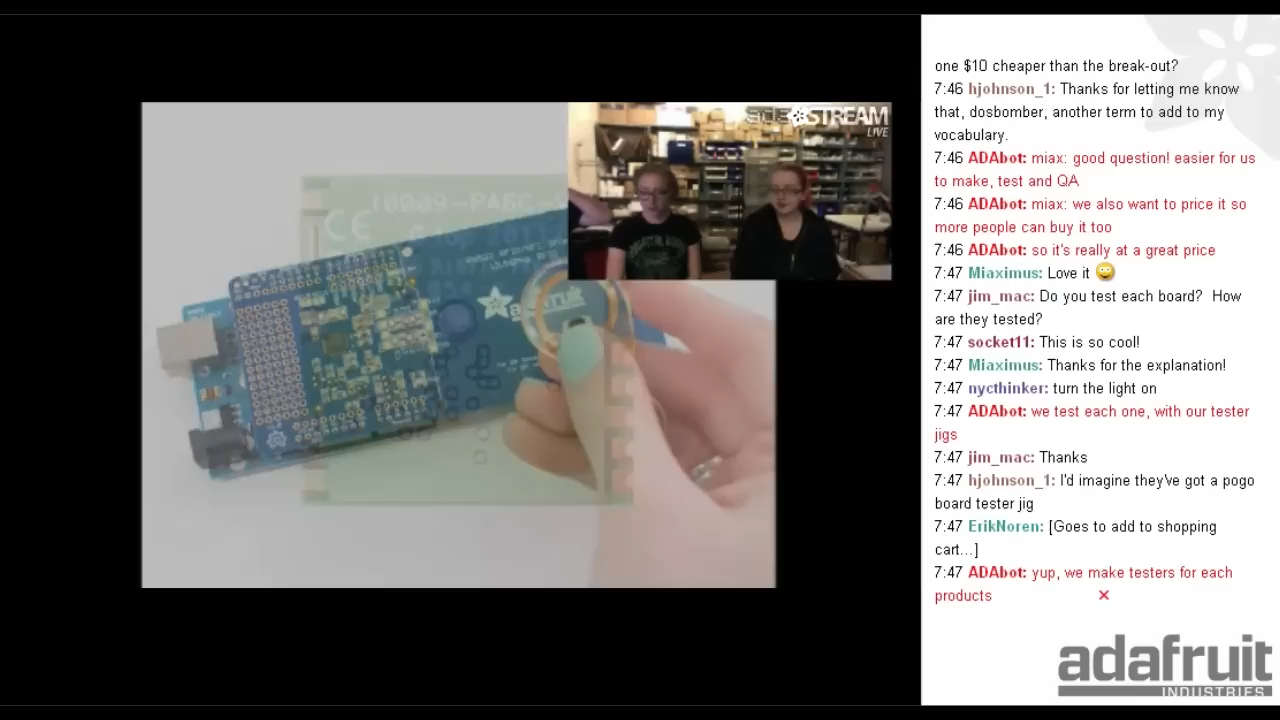 STREAM
LIVE
CE
one $10 cheaper than the break-out?
7:46 hjohnson_1: Thanks for letting me know
that, dosbomber, another term to add to my
vocabulary.
7:46 ADAbot: miax: good question! easier for us
to make, test and QA
7:46 ADAbot: miax: we also want to price it so
more people can buy it too
7:46 ADAbot: so it's really at a great price
7:47 Miaximus: Love it
7:47 jim_mac: Do you test each board? How
are they tested?
7:47 socket11: This is so cool!
7:47 Miaximus: Thanks for the explanation!
7:47 nycthinker: turn the light on
7:47 ADAbot: we test each one, with our tester
jigs
7:47 jim_mac: Thanks
7:47 hjohnson_1: I'd imagine they've got a pogo
board tester jig
7:47 ErikNoren: [Goes to add to shopping
cart...]
7:47 ADAbot: yup, we make testers for each
products
adafruit
INDUSTRIES